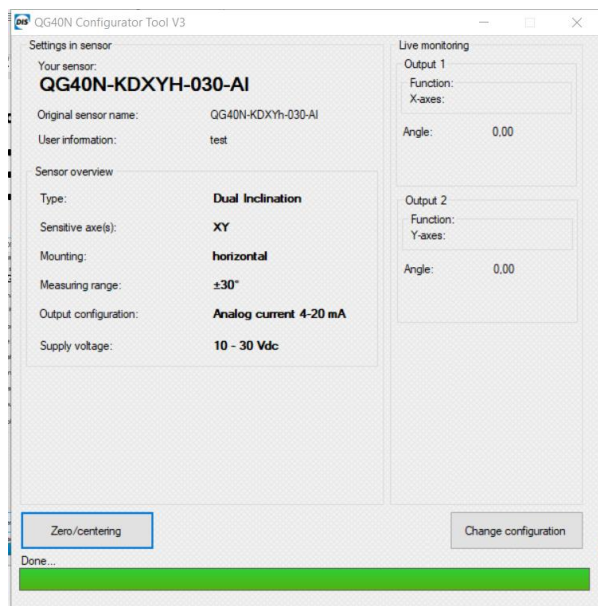 DIS QG40N Configurator Tool V3
Settings in sensor
Your sensor:
QG40N-KDXYH-030-AI
Original sensor name: QG40N-KDXYh-030-AI
User information: test
Sensor overview
Type: Dual Inclination
Sensitive axe(s): XY
Mounting: horizontal
Measuring range: ±30°
Output configuration: Analog current 4-20 mA
Supply voltage: 10 - 30 Vdc
Live monitoring
Output 1
Function:
X-axes:
Angle: 0,00
Output 2
Function:
Y-axes:
Angle: 0,00
Zero/centering
Change configuration
Done...